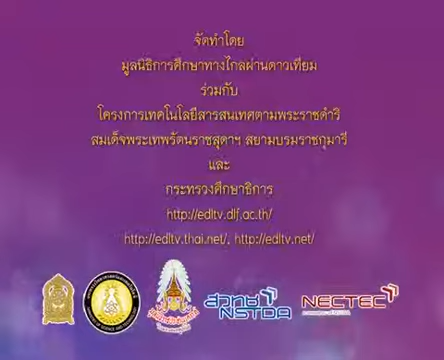 จัดทำโดย
มูลนิธิการศึกษาทางไกลผ่านดาวเทียม
ร่วมกับ
โครงการเทคโนโลยีสารสนเทศตามพระราชดำริ
สมเด็จพระเทพรัตนราชสุดาฯ สยามบรมราชกุมารี
และ
กระทรวงศึกษาธิการ
http://edltv.dlf.ac.th/
http://edltv.thai.net/, http://edltv.net/
สวทช
NSTDA
NECTEC